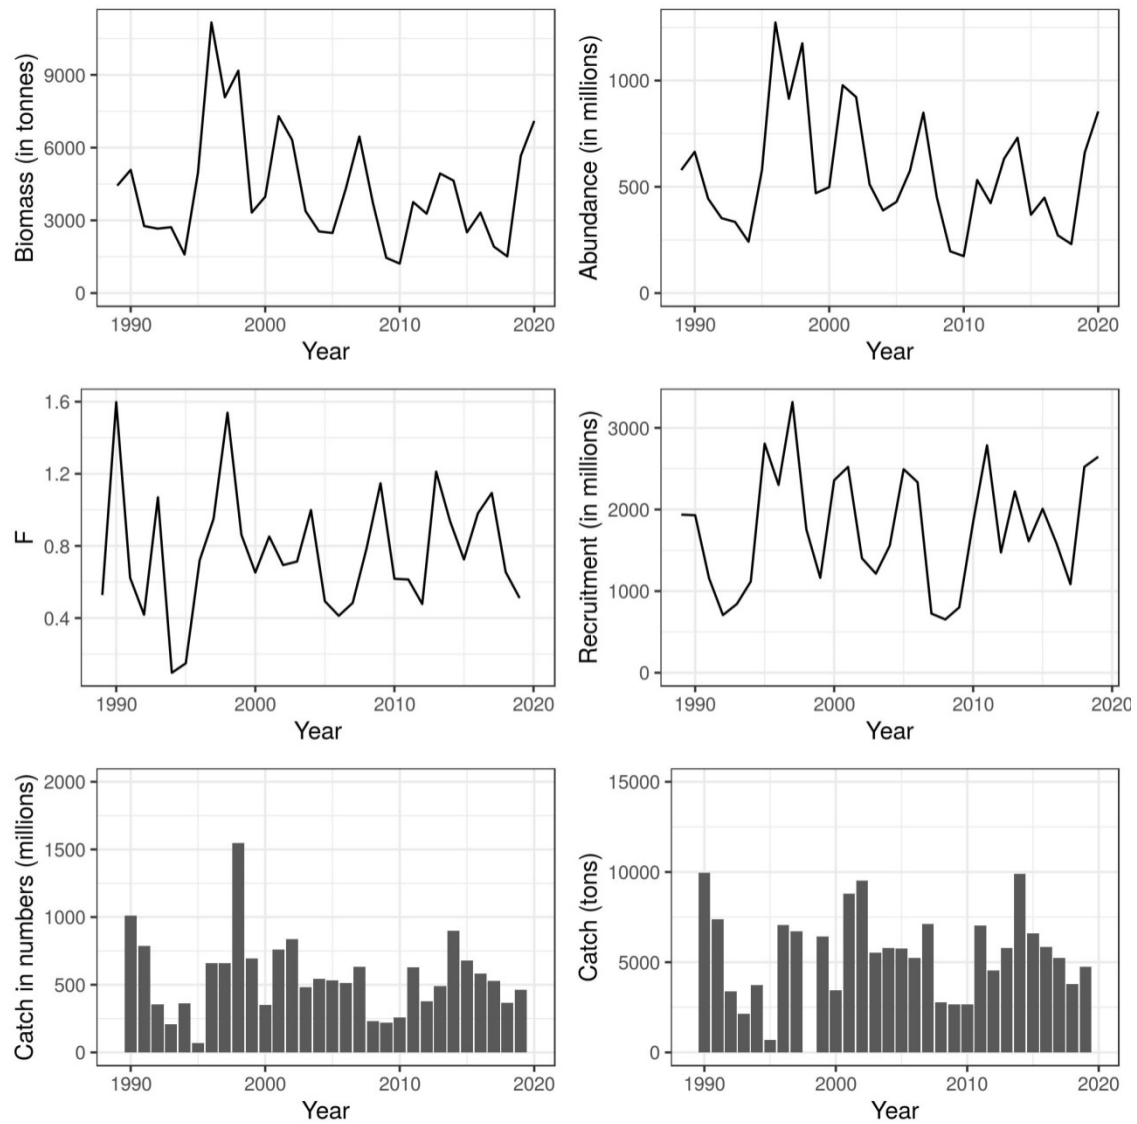 Biomass (in tonnes)
9000
6000
3000
0
1990 2000 2010 2020
Year
Abundance (in millions)
1000
500
0
1990 2000 2010 2020
Year
F
1.6
1.2
0.8
0.4
1990 2000 2010 2020
Year
Recruitment (in millions)
3000
2000
1000
0
1990 2000 2010 2020
Year
Catch in numbers (millions)
2000
1500
1000
500
0
1990 2000 2010 2020
Year
Catch (tons)
15000
10000
5000
0
1990 2000 2010 2020
Year